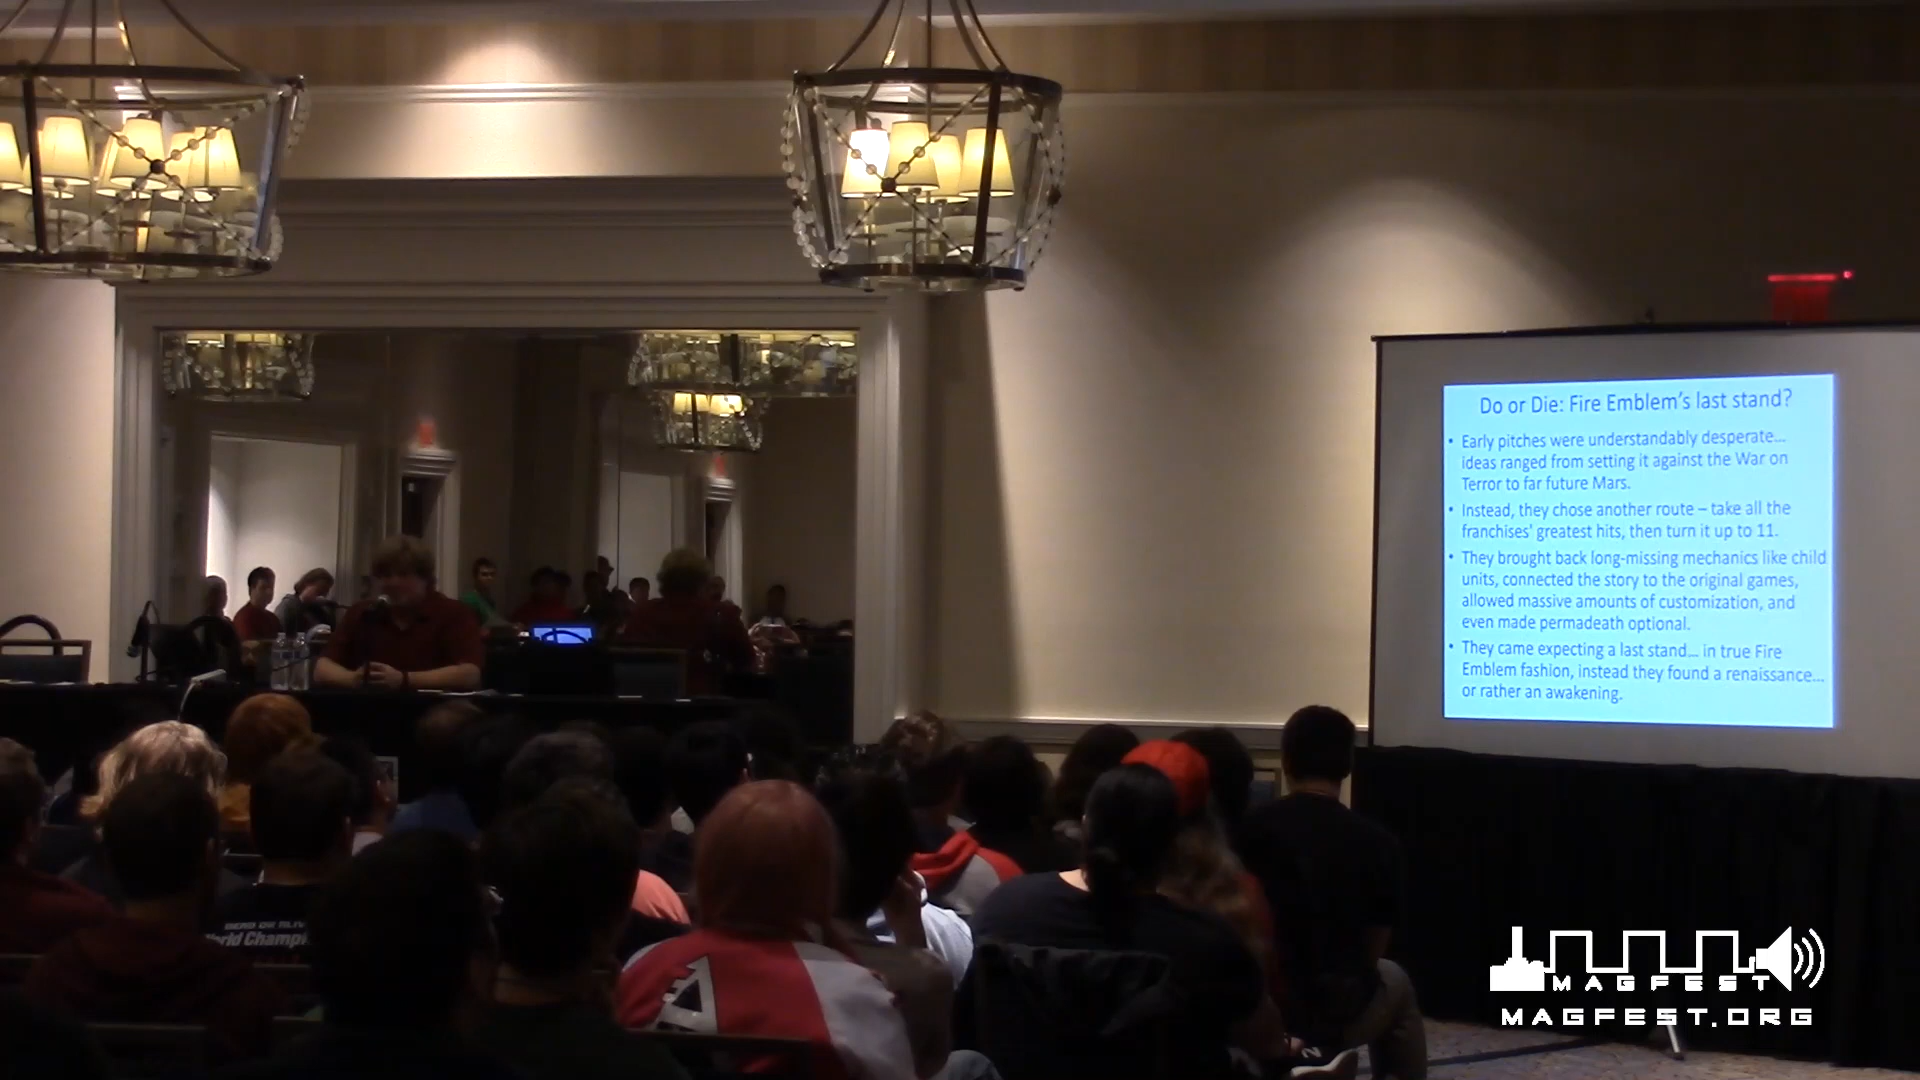 Do or Die: Fire Emblem's last stand?
• Early pitches were understandably desperate...
ideas ranged from setting it against the War on
Terror to far future Mars.
• Instead, they chose another route – take all the
franchises' greatest hits, then turn it up to 11.
• They brought back long-missing mechanics like child
units, connected the story to the original games,
allowed massive amounts of customization, and
even made permadeath optional.
• They came expecting a last stand... in true Fire
Emblem fashion, instead they found a renaissance...
or rather an awakening.
DEAD OR ALIV
World Champi
MAGFEST
MAGFEST.ORG